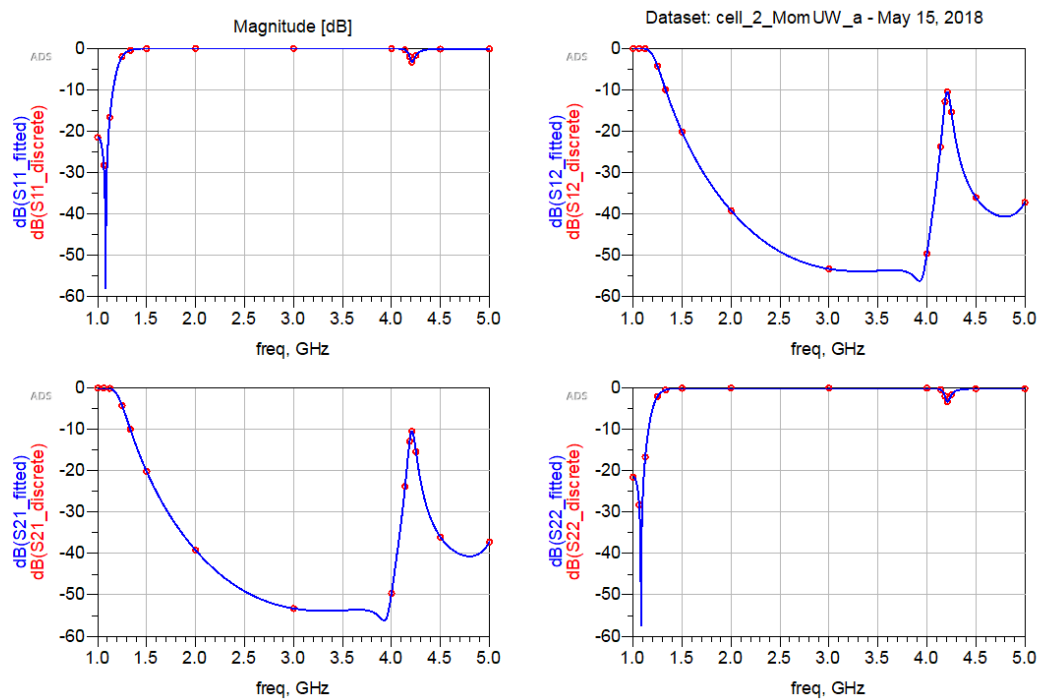 Magnitude [dB]
Dataset: cell_2_MomUW_a - May 15, 2018
ADS
dB(S11_fitted)
dB(S11_discrete)
0
-10
-20
-30
-40
-50
-60
1.0 1.5 2.0 2.5 3.0 3.5 4.0 4.5 5.0
freq, GHz
ADS
dB(S12_fitted)
dB(S12_discrete)
0
-10
-20
-30
-40
-50
-60
1.0 1.5 2.0 2.5 3.0 3.5 4.0 4.5 5.0
freq, GHz
ADS
dB(S21_fitted)
dB(S21_discrete)
0
-10
-20
-30
-40
-50
-60
1.0 1.5 2.0 2.5 3.0 3.5 4.0 4.5 5.0
freq, GHz
ADS
dB(S22_fitted)
dB(S22_discrete)
0
-10
-20
-30
-40
-50
-60
1.0 1.5 2.0 2.5 3.0 3.5 4.0 4.5 5.0
freq, GHz